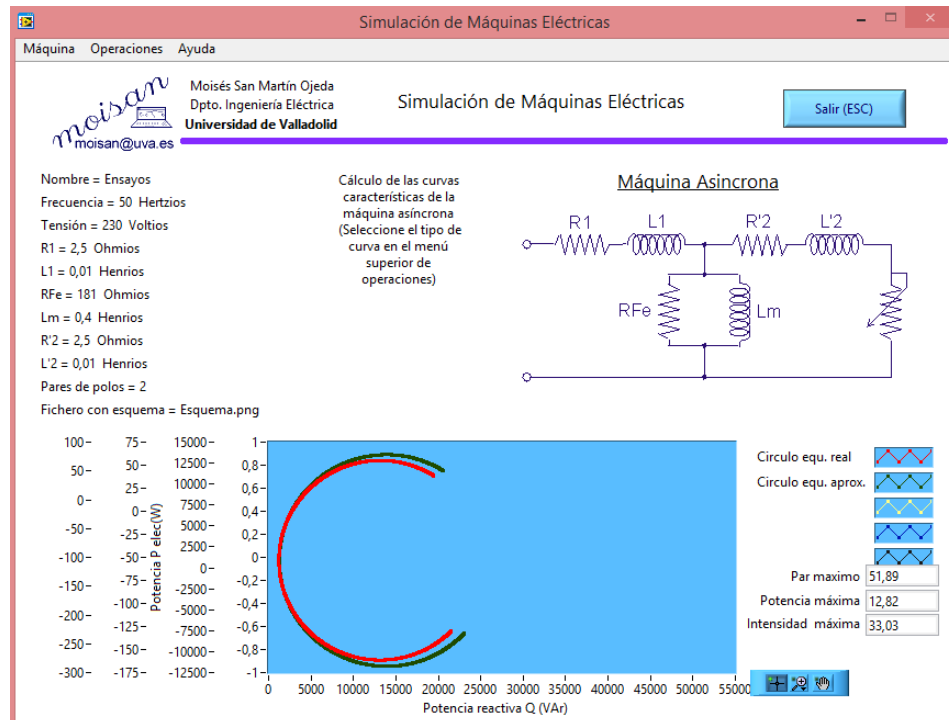 Simulación de Máquinas Eléctricas
Máquina Operaciones Ayuda
moisan
moisan@uva.es
Moisés San Martín Ojeda
Dpto. Ingeniería Eléctrica
Universidad de Valladolid
Simulación de Máquinas Eléctricas
Salir (ESC)
Nombre = Ensayos
Frecuencia = 50 Hertzios
Tensión = 230 Voltios
R1 = 2,5 Ohmios
L1 = 0,01 Henrios
RFe = 181 Ohmios
Lm = 0,4 Henrios
R'2 = 2,5 Ohmios
L'2 = 0,01 Henrios
Pares de polos = 2
Fichero con esquema = Esquema.png
Cálculo de las curvas
características de la
máquina asíncrona
(Seleccione el tipo de
curva en el menú
superior de
operaciones)
Máquina Asincrona
R1 L1 R'2 L'2
RFe Lm
100 75 15000 1
50 50 12500 0,8
0 25 10000 0,6
-50 0 7500 0,4
-100 -25 5000 0,2
-150 -50 2500 0
-200 -75 0 -0,2
-250 -100 -2500 -0,4
-300 -125 -5000 -0,6
-150 -7500 -0,8
-175 -10000 -1
-12500
Potencia P elec(W)
0 5000 10000 15000 20000 25000 30000 35000 40000 45000 50000 55000
Potencia reactiva Q (VAr)
Circulo equ. real
Circulo equ. aprox.
Par maximo 51,89
Potencia máxima 12,82
Intensidad máxima 33,03